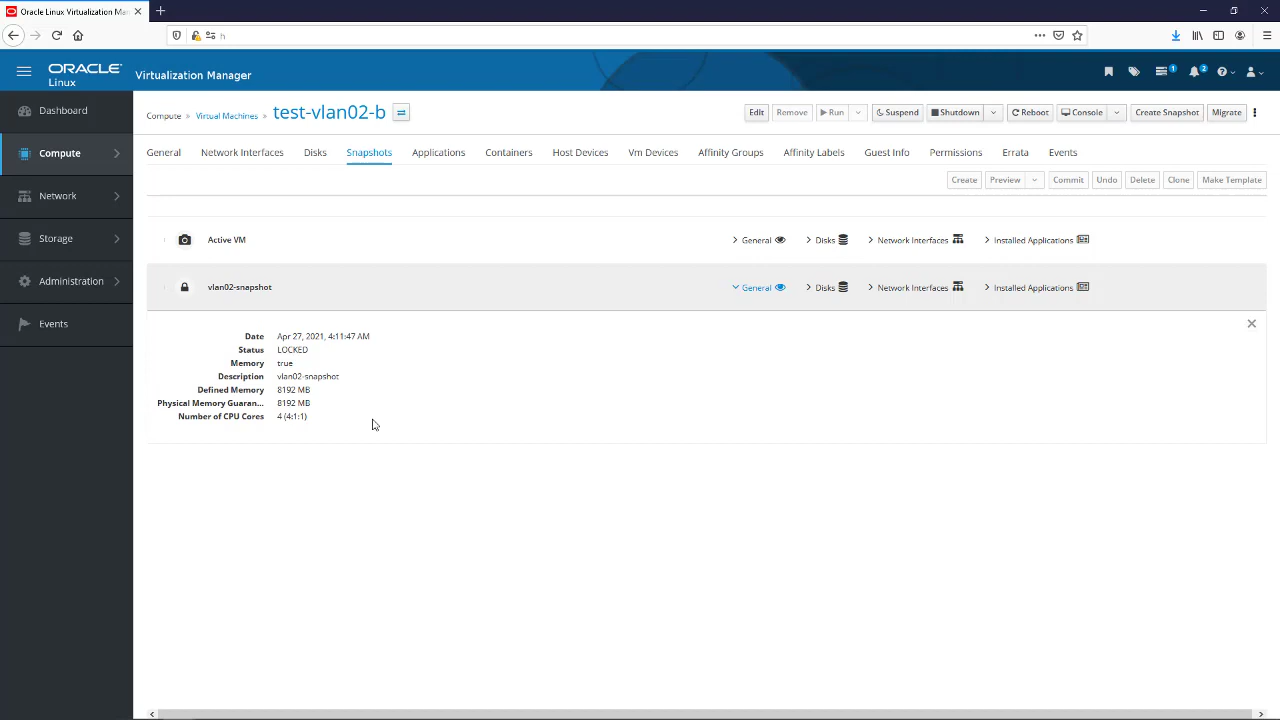 Oracle Linux Virtualization Man
h
ORACLE
Linux
Virtualization Manager
1
2
Dashboard
Compute
Network
Storage
Administration
Events
Compute » Virtual Machines » test-vlan02-b
Edit Remove Run Suspend Shutdown Reboot Console Create Snapshot Migrate
General Network Interfaces Disks Snapshots Applications Containers Host Devices Vm Devices Affinity Groups Affinity Labels Guest Info Permissions Errata Events
Create Preview Commit Undo Delete Clone Make Template
Active VM General Disks Network Interfaces Installed Applications
vlan02-snapshot General Disks Network Interfaces Installed Applications
Date Apr 27, 2021, 4:11:47 AM
Status LOCKED
Memory true
Description vlan02-snapshot
Defined Memory 8192 MB
Physical Memory Guaran... 8192 MB
Number of CPU Cores 4 (4:1:1)